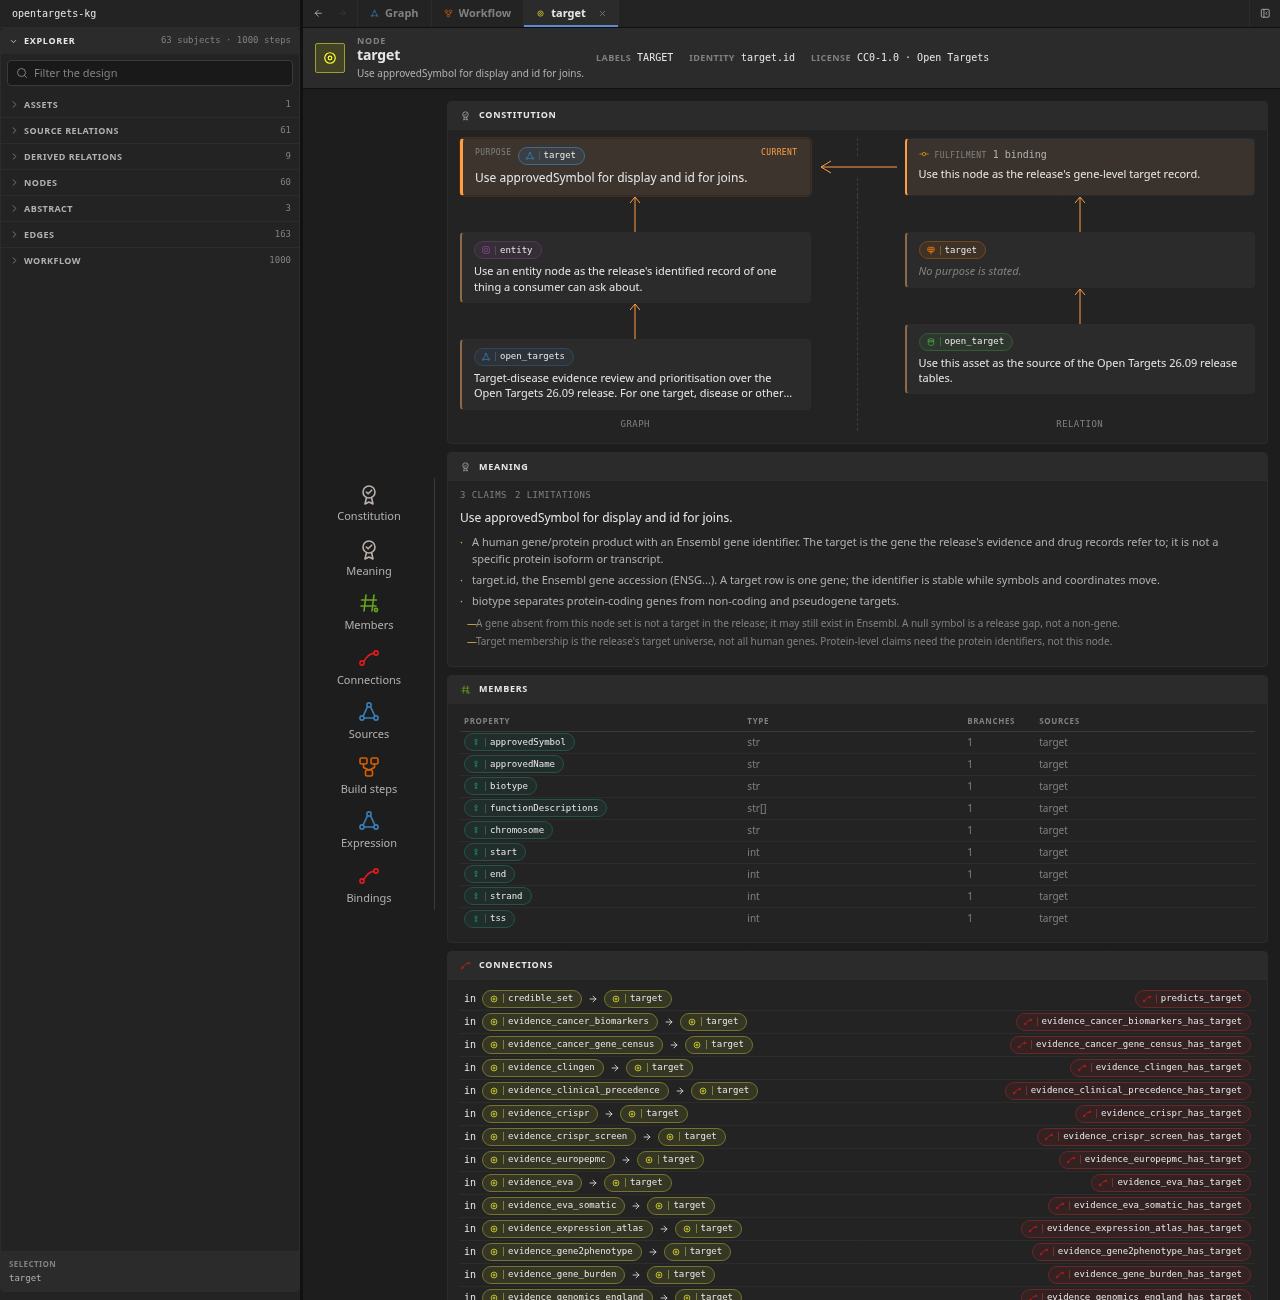 opentargets-kg
EXPLORER 63 subjects · 1000 steps
Filter the design
ASSETS 1
SOURCE RELATIONS 61
DERIVED RELATIONS 9
NODES 60
ABSTRACT 3
EDGES 163
WORKFLOW 1000
SELECTION
target
Graph Workflow target
NODE
target
Use approvedSymbol for display and id for joins.
LABELS TARGET IDENTITY target.id LICENSE CC0-1.0 · Open Targets
CONSTITUTION
PURPOSE target CURRENT
Use approvedSymbol for display and id for joins.
FULFILMENT 1 binding
Use this node as the release's gene-level target record.
entity
Use an entity node as the release's identified record of one
thing a consumer can ask about.
target
No purpose is stated.
open_targets
Target-disease evidence review and prioritisation over the
Open Targets 26.09 release. For one target, disease or other...
open_target
Use this asset as the source of the Open Targets 26.09 release
tables.
GRAPH RELATION
Constitution
Meaning
Members
Connections
Sources
Build steps
Expression
Bindings
MEANING
3 CLAIMS 2 LIMITATIONS
Use approvedSymbol for display and id for joins.
· A human gene/protein product with an Ensembl gene identifier. The target is the gene the release's evidence and drug records refer to; it is not a
specific protein isoform or transcript.
· target.id, the Ensembl gene accession (ENSG...). A target row is one gene; the identifier is stable while symbols and coordinates move.
· biotype separates protein-coding genes from non-coding and pseudogene targets.
—A gene absent from this node set is not a target in the release; it may still exist in Ensembl. A null symbol is a release gap, not a non-gene.
—Target membership is the release's target universe, not all human genes. Protein-level claims need the protein identifiers, not this node.
MEMBERS
PROPERTY TYPE BRANCHES SOURCES
approvedSymbol str 1 target
approvedName str 1 target
biotype str 1 target
functionDescriptions str[] 1 target
chromosome str 1 target
start int 1 target
end int 1 target
strand int 1 target
tss int 1 target
CONNECTIONS
in credible_set → target predicts_target
in evidence_cancer_biomarkers → target evidence_cancer_biomarkers_has_target
in evidence_cancer_gene_census → target evidence_cancer_gene_census_has_target
in evidence_clingen → target evidence_clingen_has_target
in evidence_clinical_precedence → target evidence_clinical_precedence_has_target
in evidence_crispr → target evidence_crispr_has_target
in evidence_crispr_screen → target evidence_crispr_screen_has_target
in evidence_europepmc → target evidence_europepmc_has_target
in evidence_eva → target evidence_eva_has_target
in evidence_eva_somatic → target evidence_eva_somatic_has_target
in evidence_expression_atlas → target evidence_expression_atlas_has_target
in evidence_gene2phenotype → target evidence_gene2phenotype_has_target
in evidence_gene_burden → target evidence_gene_burden_has_target
in evidence_genomics_england → target evidence_genomics_england_has_target